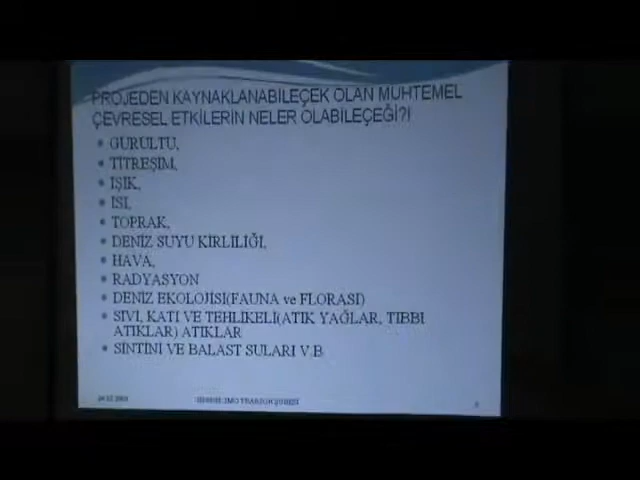 PROJEDEN KAYNAKLANABİLEÇEK OLAN MUHTEMEL
ÇEVRESEL ETKİLERİN NELER OLABİLEÇEĞİ?!
• GÜRÜLTÜ,
• TİTREŞİM,
• IŞIK,
• ISI,
• TOPRAK,
• DENİZ SUYU KİRLİLİĞİ,
• HAVA,
• RADYASYON
• DENİZ EKOLOJİSİ(FAUNA ve FLORASI)
• SIVI, KATI VE TEHLİKELİ(ATIK YAĞLAR, TIBBİ
ATIKLAR) ATIKLAR
• SİNTİNİ VE BALAST SULARI V.B